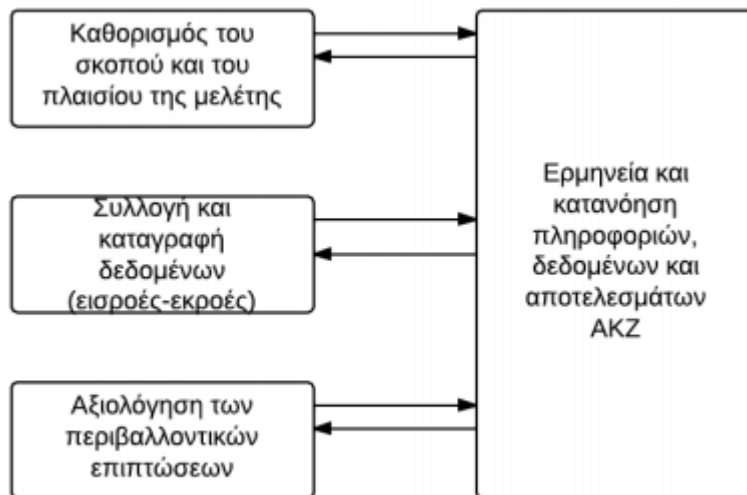 Καθορισμός του
σκοπού και του
πλαισίου της μελέτης
Συλλογή και
καταγραφή
δεδομένων
(εισροές-εκροές)
Αξιολόγηση των
περιβαλλοντικών
επιπτώσεων
Ερμηνεία και
κατανόηση
πληροφοριών,
δεδομένων και
αποτελεσμάτων
ΑΚΖ